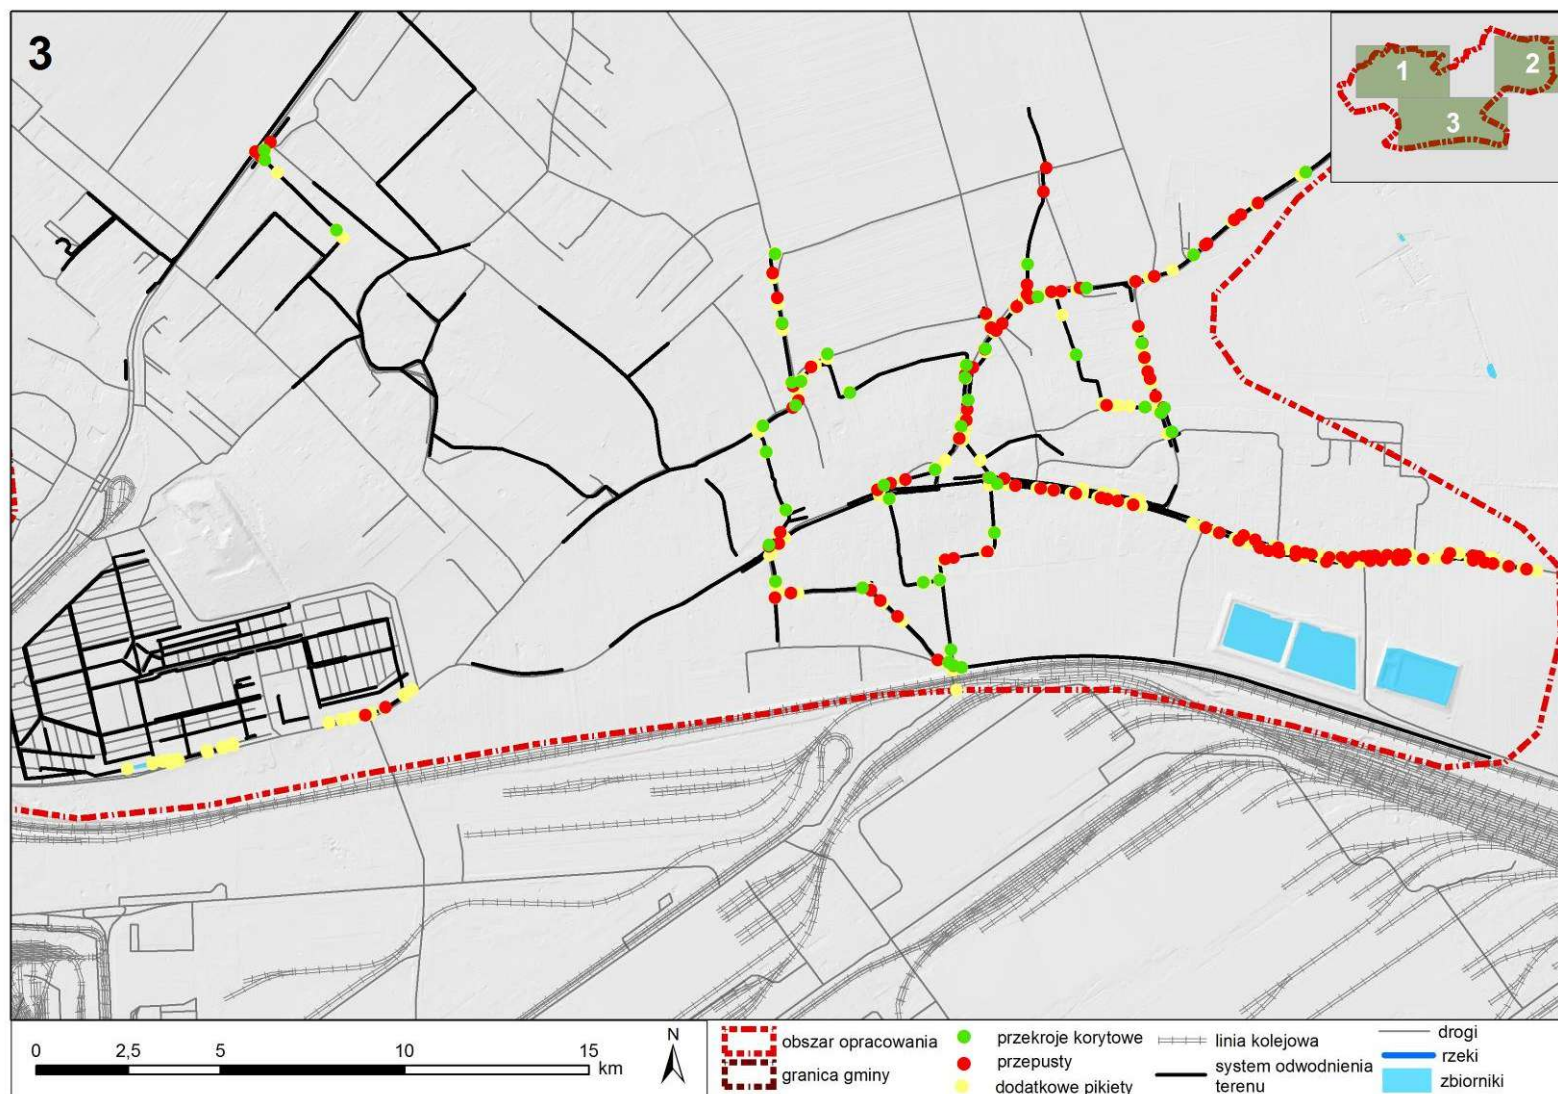 3
1
2
3
0
2,5
5
10
15
km
N
obszar opracowania
granica gminy
przekroje korytowe
przepusty
dodatkowe pikiety
linia kolejowa
system odwodnienia
terenu
drogi
rzeki
zbiorniki